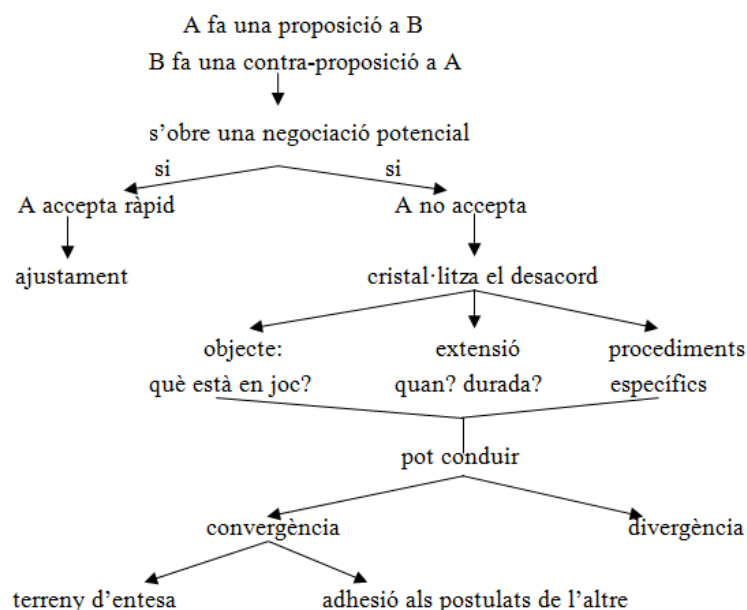 A fa una proposició a B
B fa una contra-proposició a A
s'obre una negociació potencial
si si
A accepta ràpid A no accepta
ajustament cristal·litza el desacord
objecte: extensió procediments
què està en joc? quan? durada? específics
pot conduir
convergència divergència
terreny d'entesa adhesió als postulats de l'altre